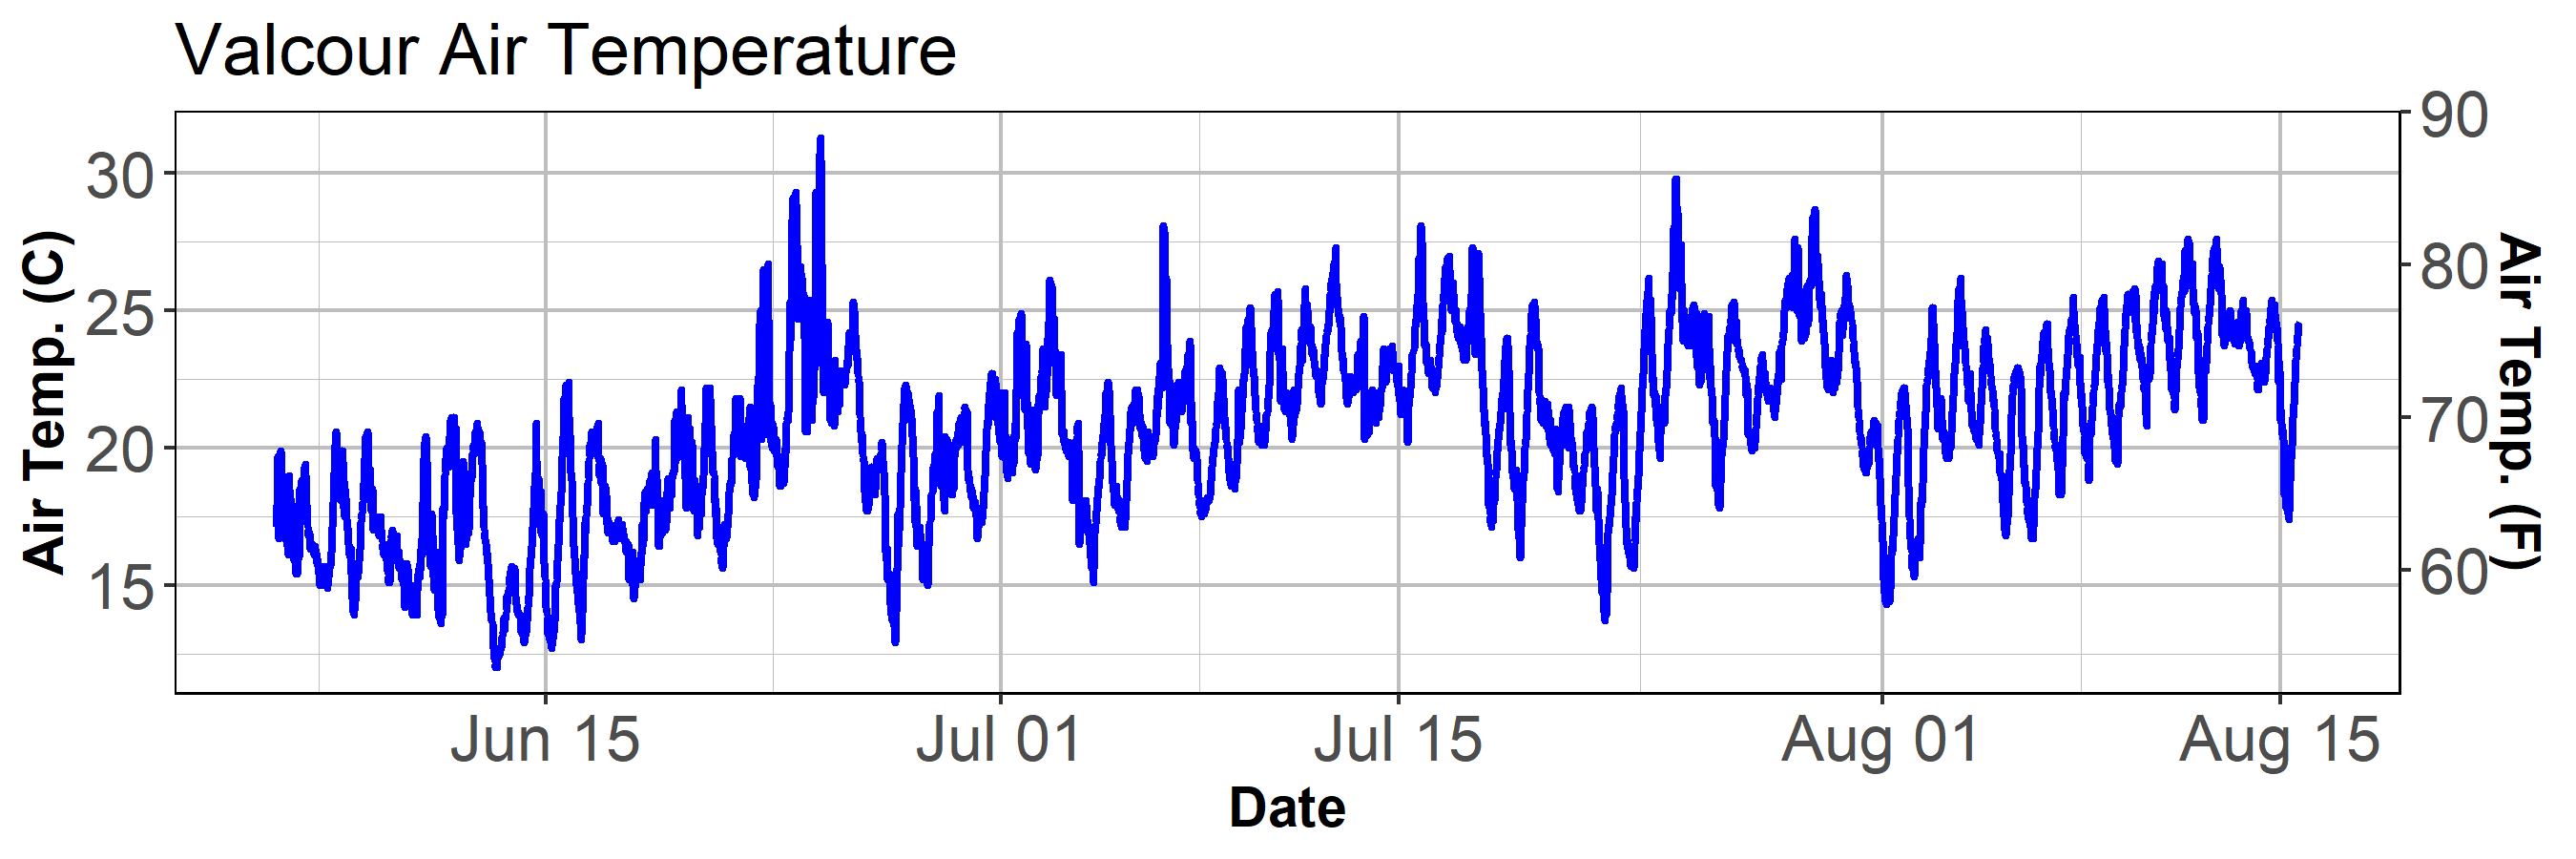 Valcour Air Temperature
Air Temp. (C)
30
25
20
15
90
80
70
60
Air Temp. (F)
Jun 15
Jul 01
Jul 15
Aug 01
Aug 15
Date